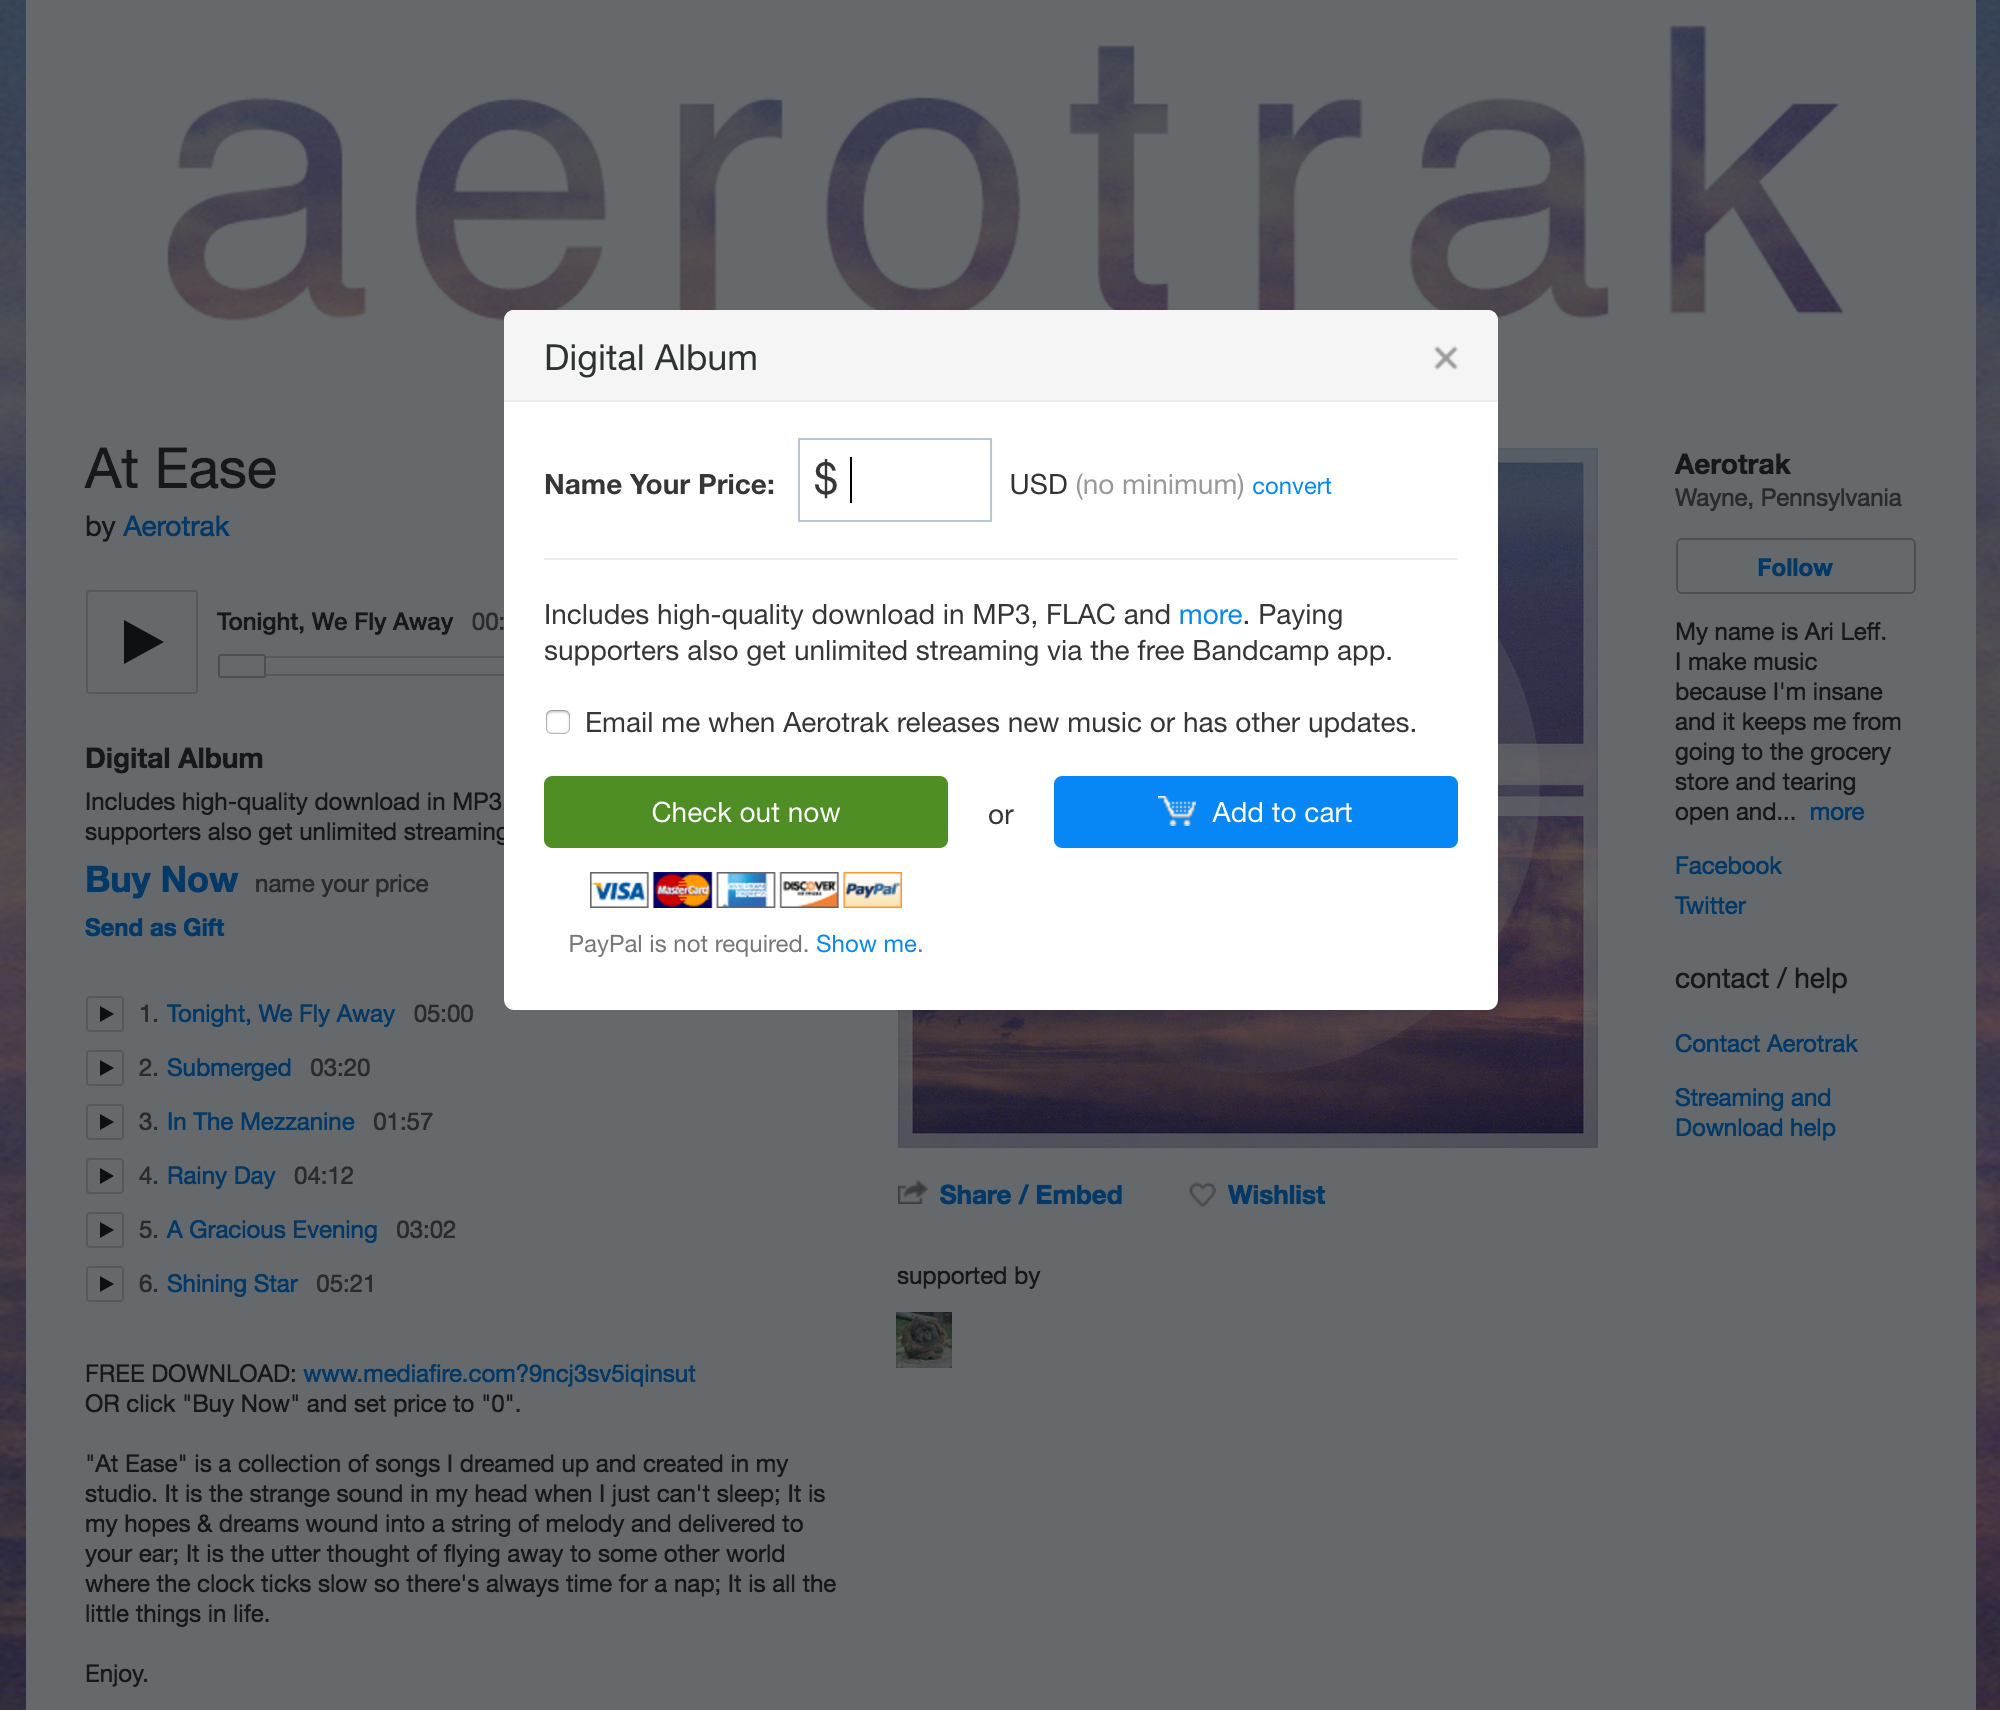 aerotrak
Digital Album
Name Your Price: $ USD (no minimum) convert
Includes high-quality download in MP3, FLAC and more. Paying
supporters also get unlimited streaming via the free Bandcamp app.
Email me when Aerotrak releases new music or has other updates.
Check out now or Add to cart
VISA MasterCard AMERICAN EXPRESS DISCOVER PayPal
PayPal is not required. Show me.
At Ease
by Aerotrak
Tonight, We Fly Away 00:
Digital Album
Includes high-quality download in MP3
supporters also get unlimited streaming
Buy Now name your price
Send as Gift
1. Tonight, We Fly Away 05:00
2. Submerged 03:20
3. In The Mezzanine 01:57
4. Rainy Day 04:12
5. A Gracious Evening 03:02
6. Shining Star 05:21
FREE DOWNLOAD: www.mediafire.com?9ncj3sv5iqinsut
OR click "Buy Now" and set price to "0".
"At Ease" is a collection of songs I dreamed up and created in my
studio. It is the strange sound in my head when I just can't sleep; It is
my hopes & dreams wound into a string of melody and delivered to
your ear; It is the utter thought of flying away to some other world
where the clock ticks slow so there's always time for a nap; It is all the
little things in life.
Enjoy.
Share / Embed Wishlist
supported by
Aerotrak
Wayne, Pennsylvania
Follow
My name is Ari Leff.
I make music
because I'm insane
and it keeps me from
going to the grocery
store and tearing
open and... more
Facebook
Twitter
contact / help
Contact Aerotrak
Streaming and
Download help